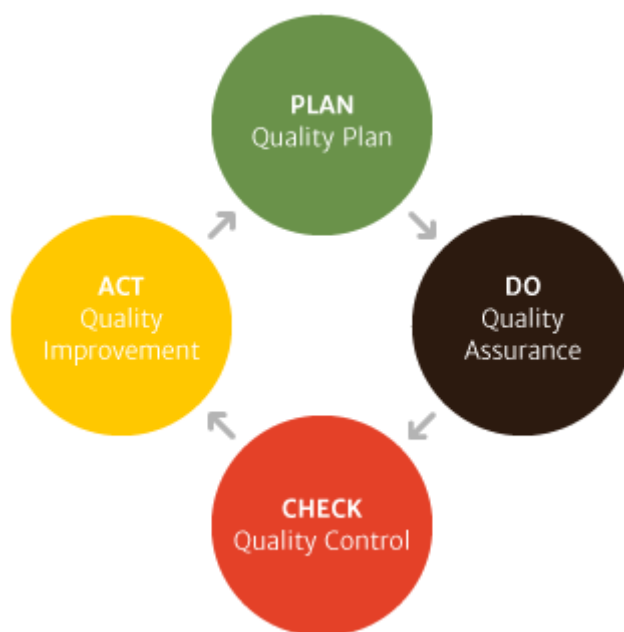 PLAN
Quality Plan
DO
Quality
Assurance
CHECK
Quality Control
ACT
Quality
Improvement